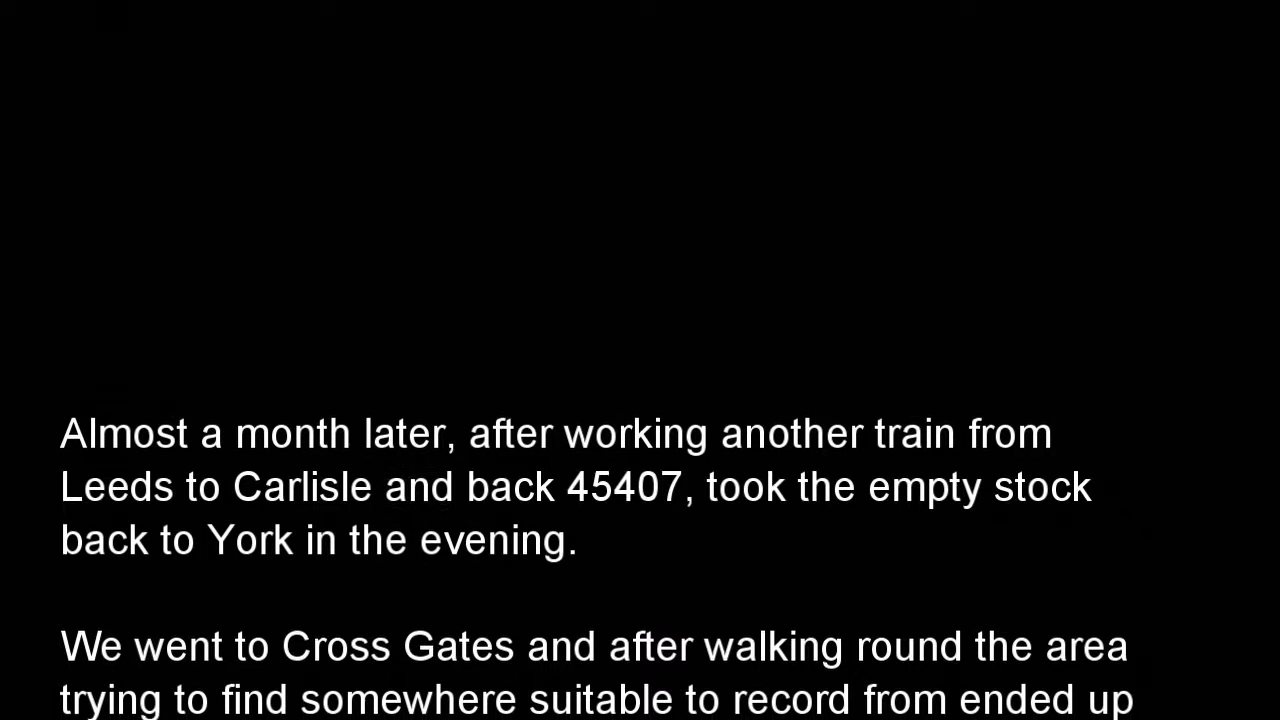 Almost a month later, after working another train from
Leeds to Carlisle and back 45407, took the empty stock
back to York in the evening.
We went to Cross Gates and after walking round the area
trying to find somewhere suitable to record from ended up